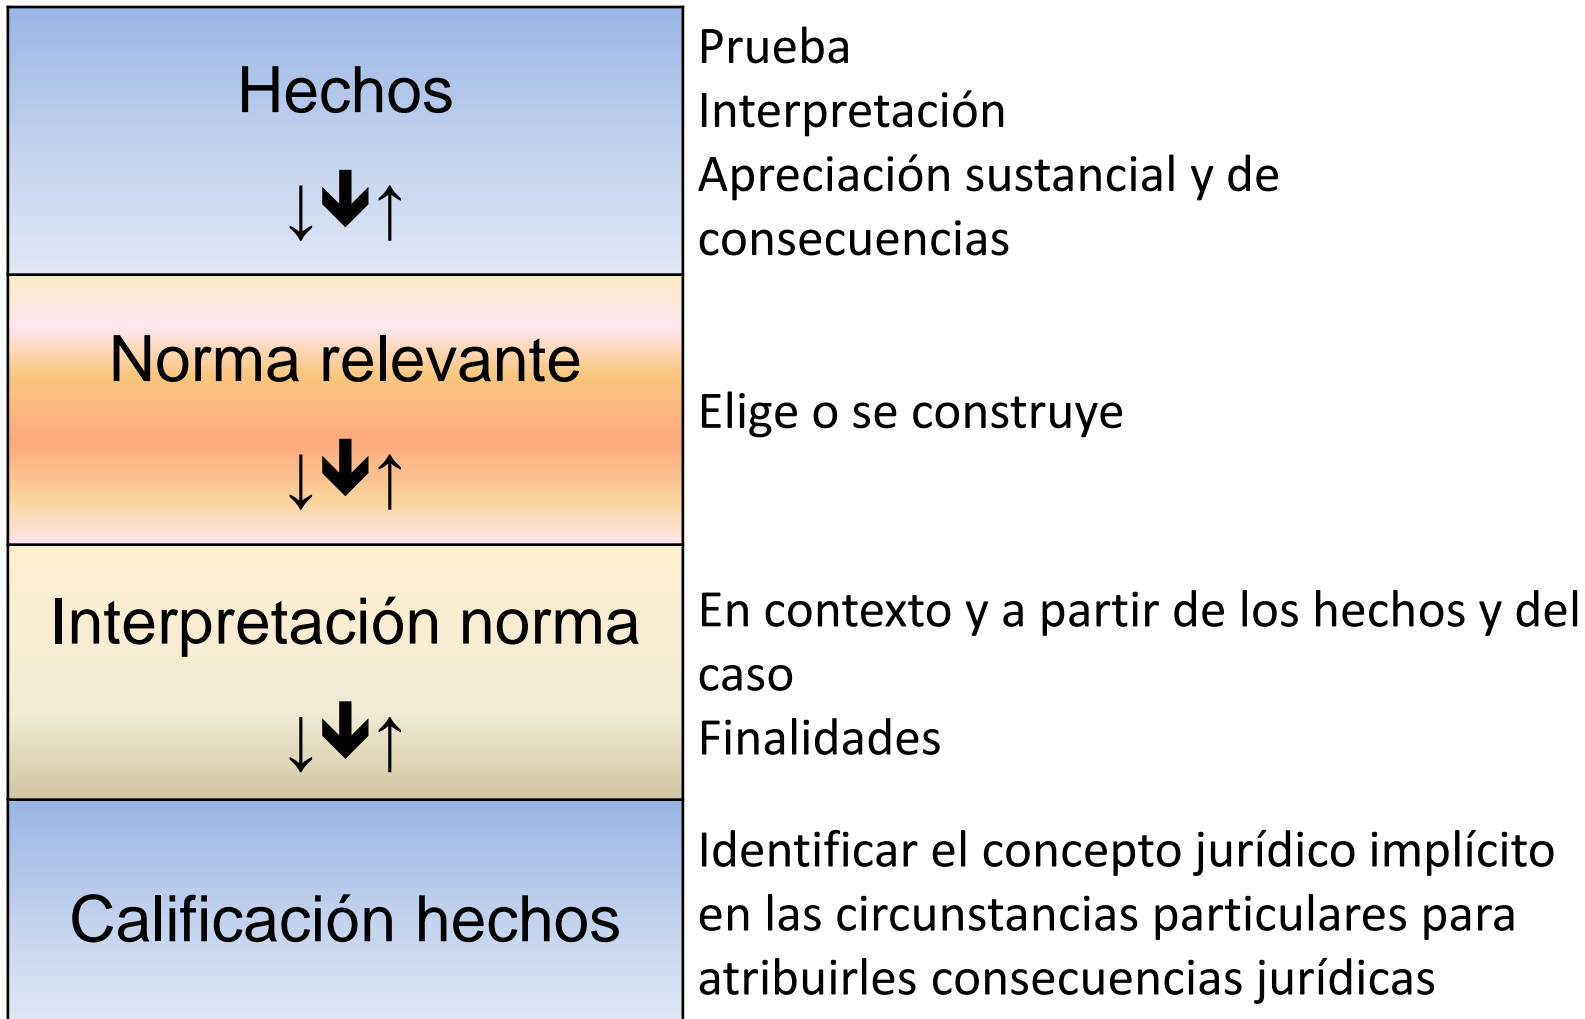 Hechos
↓🡻↑
Prueba
Interpretación
Apreciación sustancial y de
consecuencias
Norma relevante
↓🡻↑
Elige o se construye
Interpretación norma
↓🡻↑
En contexto y a partir de los hechos y del
caso
Finalidades
Calificación hechos
Identificar el concepto jurídico implícito
en las circunstancias particulares para
atribuirles consecuencias jurídicas